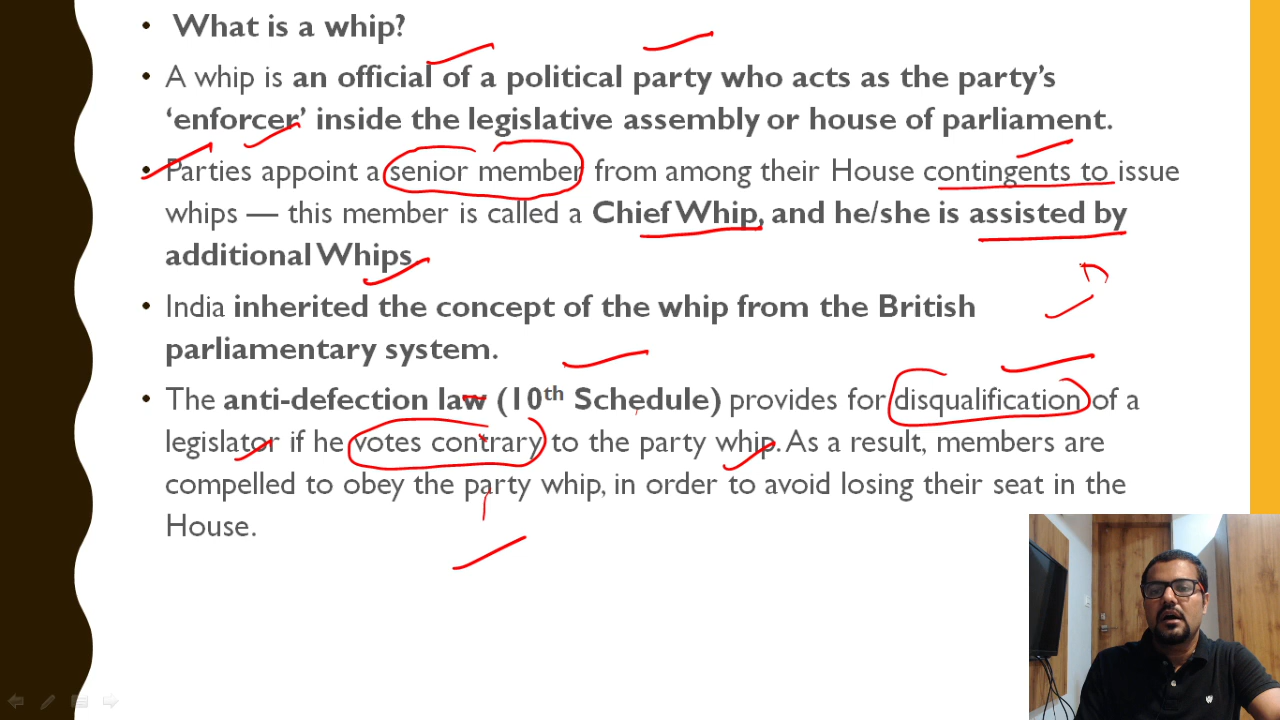 • What is a whip?
• A whip is an official of a political party who acts as the party's
'enforcer' inside the legislative assembly or house of parliament.
• Parties appoint a senior member from among their House contingents to issue
whips — this member is called a Chief Whip, and he/she is assisted by
additional Whips.
• India inherited the concept of the whip from the British
parliamentary system.
• The anti-defection law (10th Schedule) provides for disqualification of a
legislator if he votes contrary to the party whip. As a result, members are
compelled to obey the party whip, in order to avoid losing their seat in the
House.